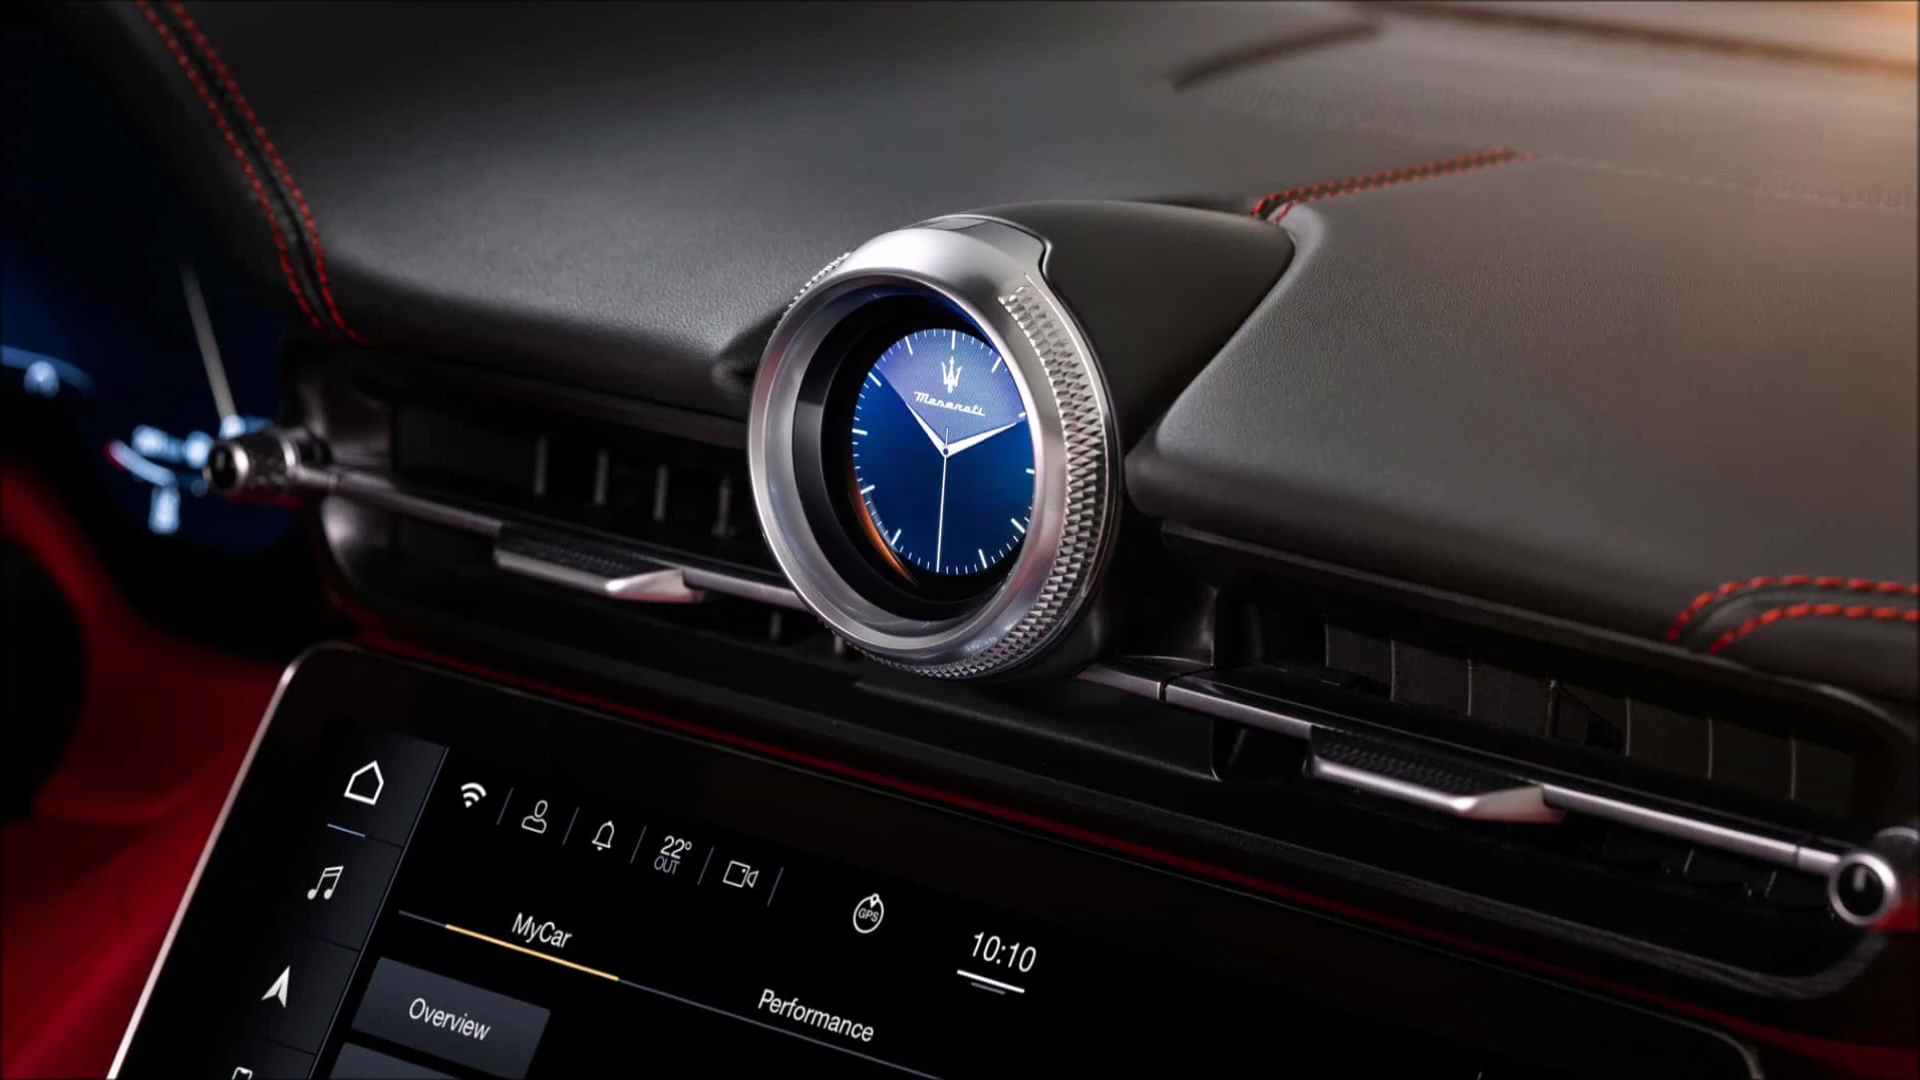 Maserati
22°
OUT
GPS
10:10
MyCar
Performance
Overview